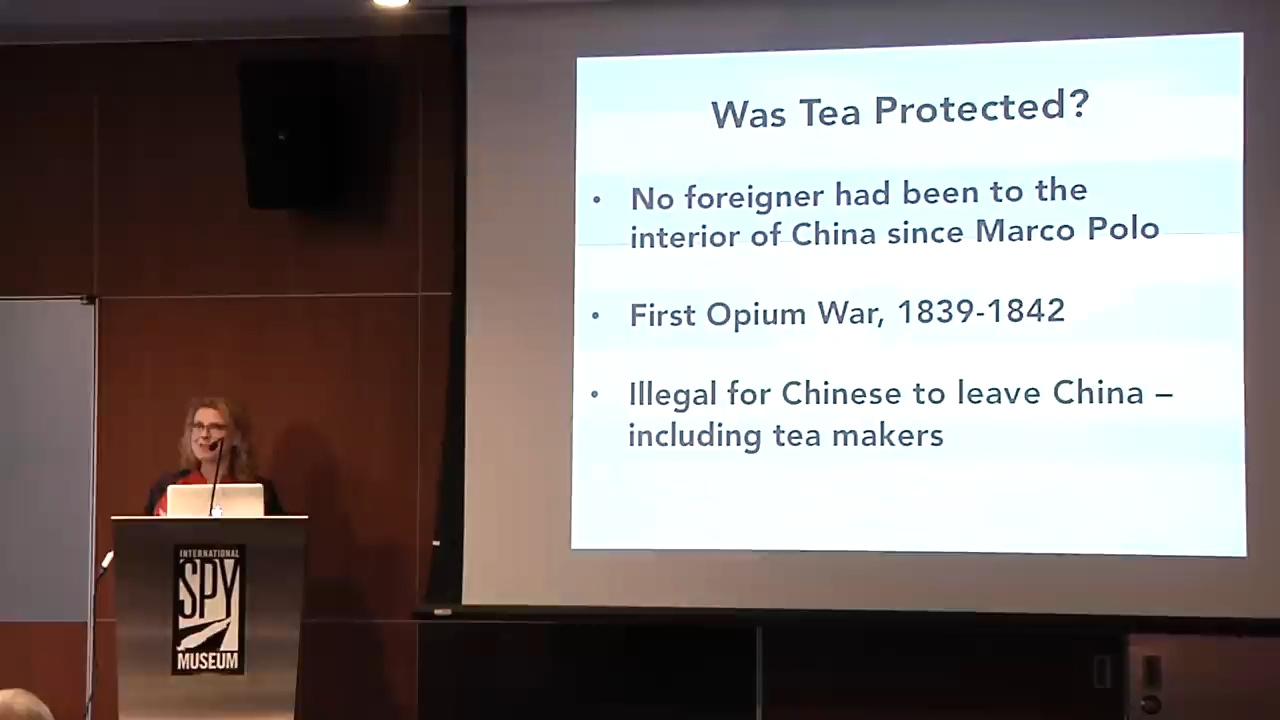 Was Tea Protected?
• No foreigner had been to the
interior of China since Marco Polo
• First Opium War, 1839-1842
• Illegal for Chinese to leave China –
including tea makers
INTERNATIONAL
SPY
MUSEUM